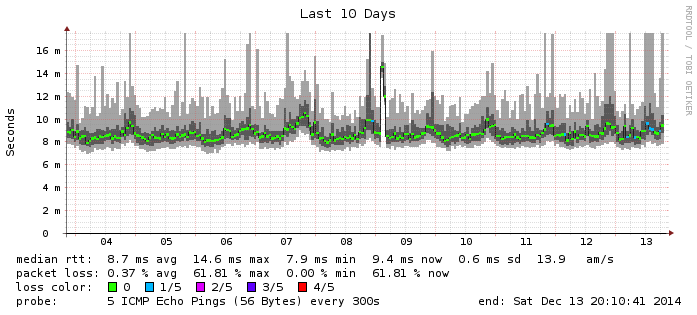 Last 10 Days
RRDTOOL / TOBI OETIKER
Seconds
16 m
14 m
12 m
10 m
8 m
6 m
4 m
2 m
0
04 05 06 07 08 09 10 11 12 13
median rtt: 8.7 ms avg 14.6 ms max 7.9 ms min 9.4 ms now 0.6 ms sd 13.9 am/s
packet loss: 0.37 % avg 61.81 % max 0.00 % min 61.81 % now
loss color: 0 1/5 2/5 3/5 4/5
probe: 5 ICMP Echo Pings (56 Bytes) every 300s end: Sat Dec 13 20:10:41 2014